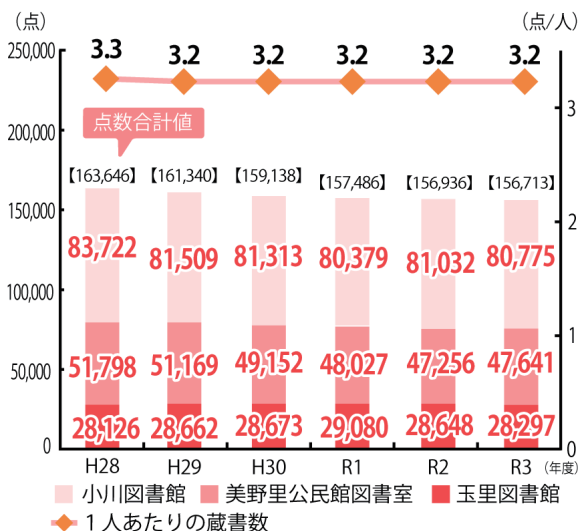 (点)
(点/人)
250,000
3.3 3.2 3.2 3.2 3.2 3.2
3
200,000
点数合計値
【163,646】 【161,340】 【159,138】 【157,486】 【156,936】 【156,713】
150,000
2
83,722 81,509 81,313 80,379 81,032 80,775
100,000
1
51,798 51,169 49,152 48,027 47,256 47,641
50,000
28,126 28,662 28,673 29,080 28,648 28,297
0
0
H28 H29 H30 R1 R2 R3 (年度)
小川図書館 美野里公民館図書室 玉里図書館
1人あたりの蔵書数